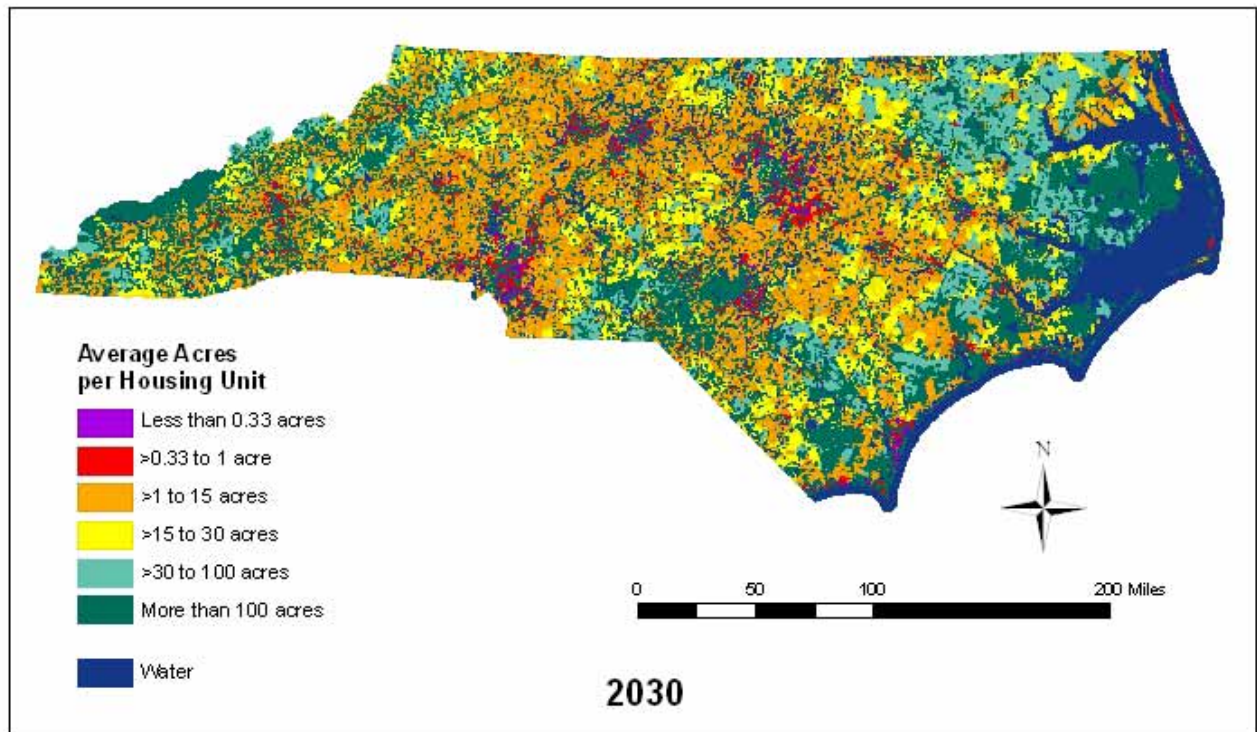 Average Acres
per Housing Unit
Less than 0.33 acres
>0.33 to 1 acre
>1 to 15 acres
>15 to 30 acres
>30 to 100 acres
More than 100 acres
Water
N
0 50 100 200 Miles
2030